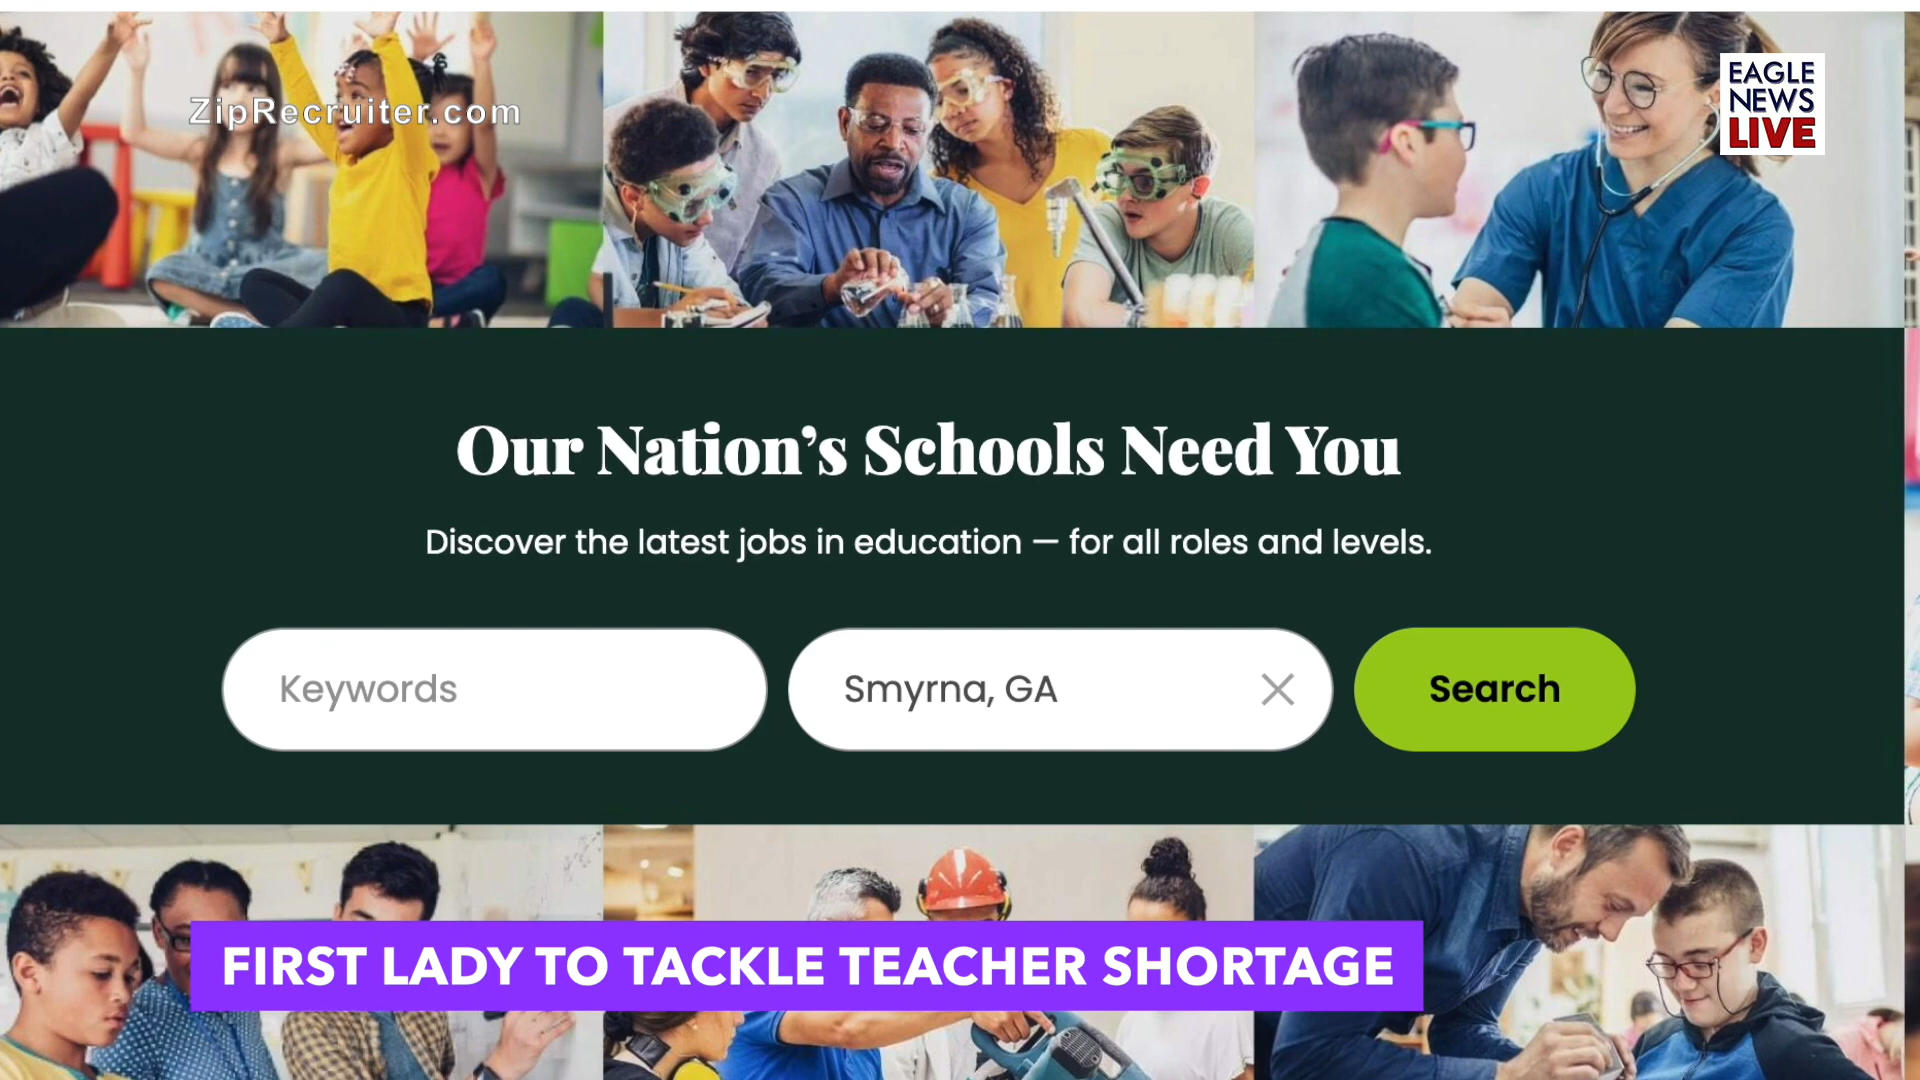 ZipRecruiter.com
EAGLE
NEWS
LIVE
Our Nation’s Schools Need You
Discover the latest jobs in education — for all roles and levels.
Keywords
Smyrna, GA
Search
FIRST LADY TO TACKLE TEACHER SHORTAGE